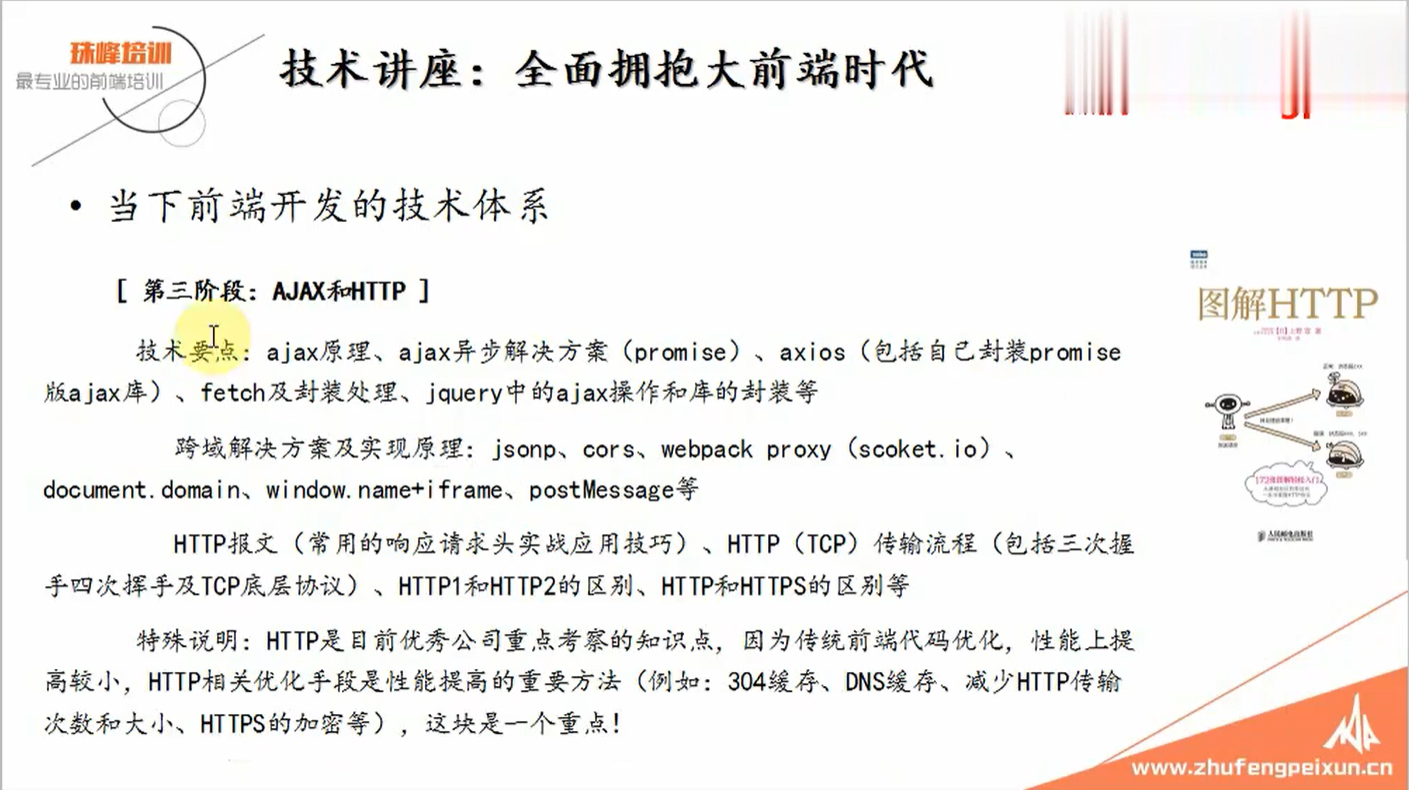 珠峰培训
最专业的前端培训
技术讲座：全面拥抱大前端时代
• 当下前端开发的技术体系
[ 第三阶段：AJAX和HTTP ]
技术要点：ajax原理、ajax异步解决方案（promise）、axios（包括自己封装promise
版ajax库）、fetch及封装处理、jquery中的ajax操作和库的封装等
跨域解决方案及实现原理：jsonp、cors、webpack proxy（scoket.io）、
document.domain、window.name+iframe、postMessage等
HTTP报文（常用的响应请求头实战应用技巧）、HTTP（TCP）传输流程（包括三次握
手四次挥手及TCP底层协议）、HTTP1和HTTP2的区别、HTTP和HTTPS的区别等
特殊说明：HTTP是目前优秀公司重点考察的知识点，因为传统前端代码优化，性能上提
高较小，HTTP相关优化手段是性能提高的重要方法（例如：304缓存、DNS缓存、减少HTTP传输
次数和大小、HTTPS的加密等），这块是一个重点！
图解HTTP
人民邮电出版社
www.zhufengpeixun.cn